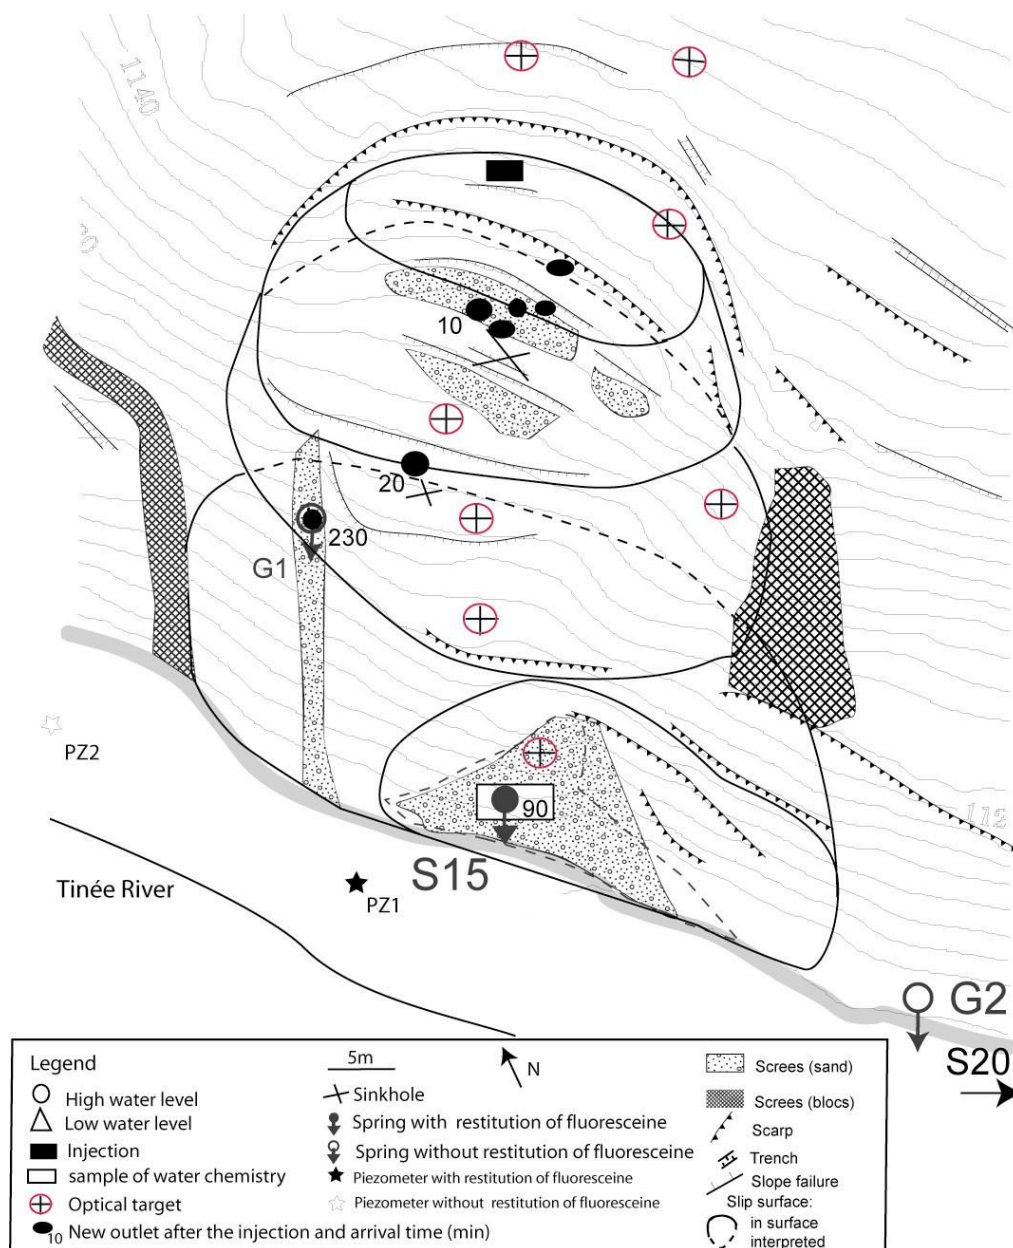 1140
10
20
230
G1
PZ2
90
S15
Tinée River
PZ1
112
G2
S20
Legend
High water level
Low water level
Injection
sample of water chemistry
Optical target
10 New outlet after the injection and arrival time (min)
5m
N
Sinkhole
Spring with restitution of fluoresceine
Spring without restitution of fluoresceine
Piezometer with restitution of fluoresceine
Piezometer without restitution of fluoresceine
Screes (sand)
Screes (blocs)
Scarp
Trench
Slope failure
Slip surface:
in surface
interpreted